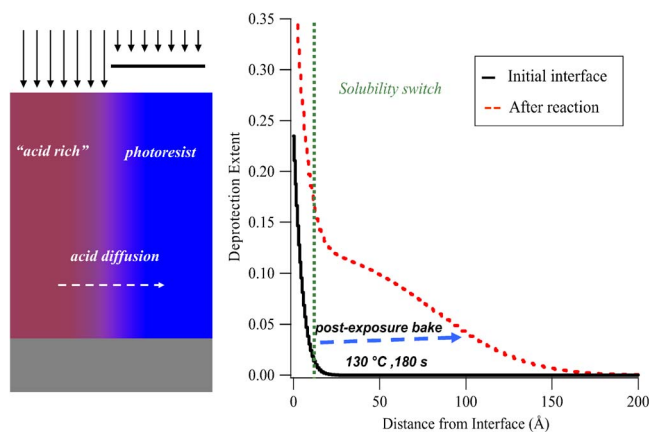 "acid rich"
photoresist
acid diffusion
0.35
0.30
0.25
0.20
0.15
0.10
0.05
0.00
Deprotection Extent
Solubility switch
Initial interface
After reaction
post-exposure bake
130 °C ,180 s
0
50
100
150
200
Distance from Interface (Å)